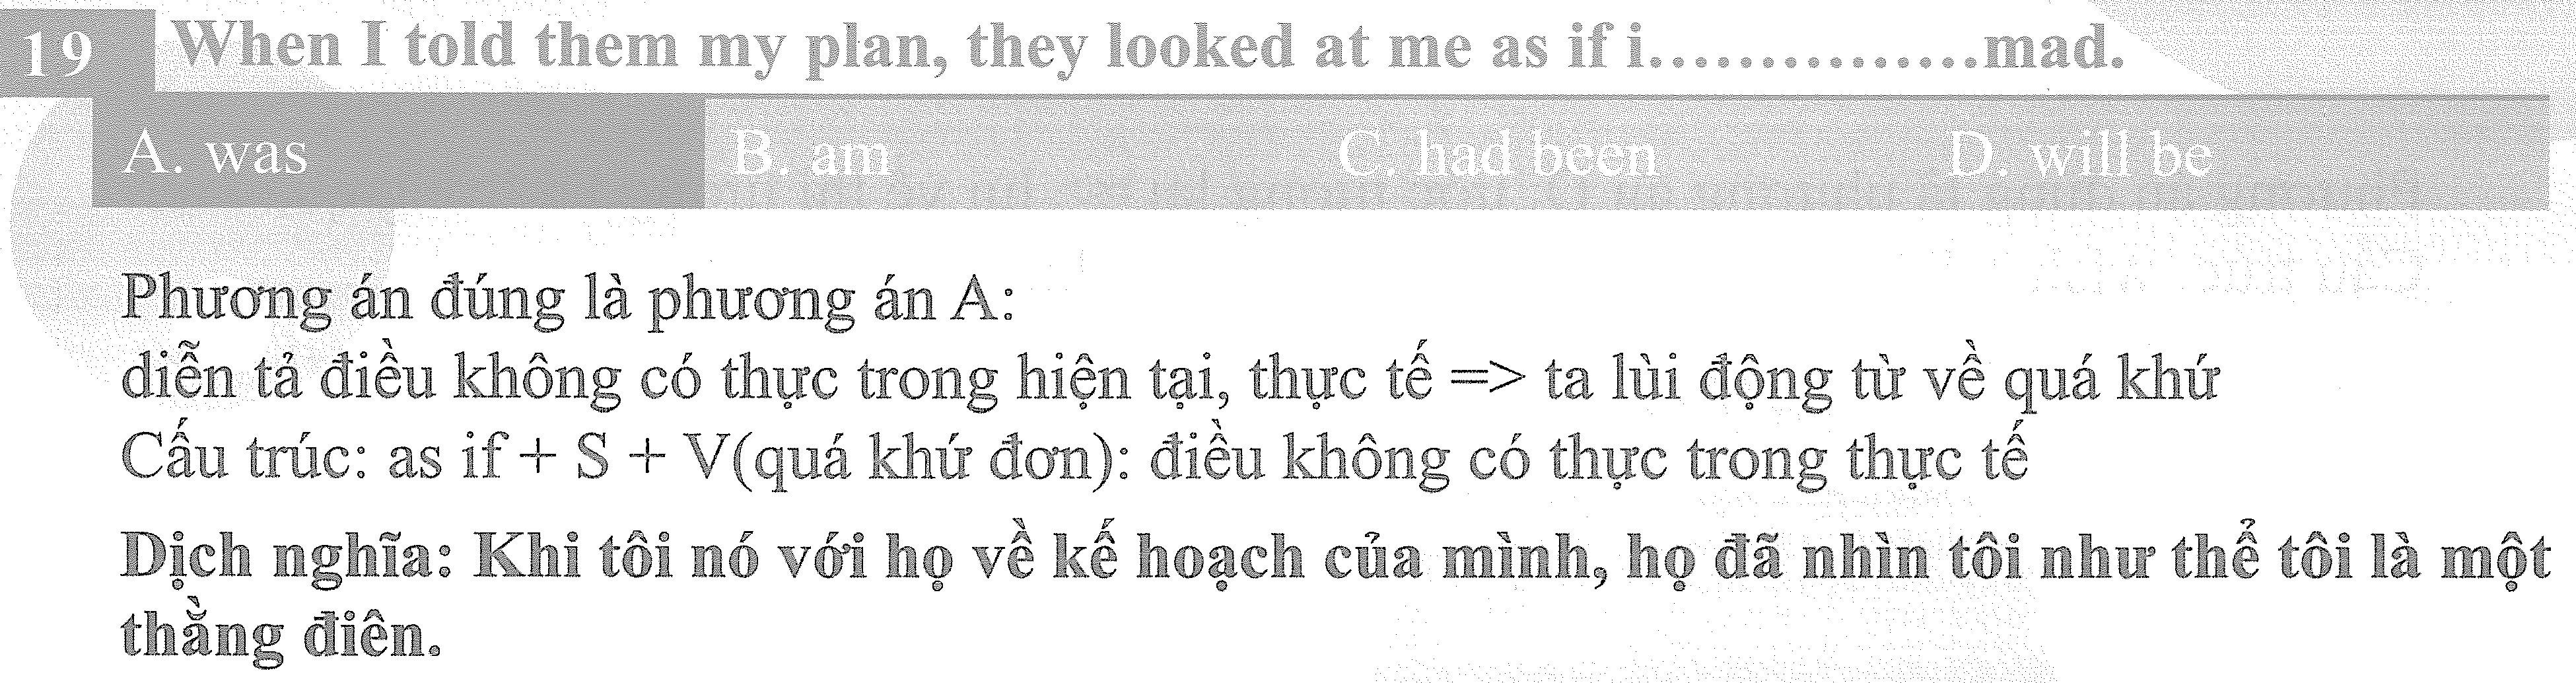 19 When I told them my plan, they looked at me as if i...............mad.
A. was B. am C. had been D. will be
Phương án đúng là phương án A:
diễn tả điều không có thực trong hiện tại, thực tế => ta lùi động từ về quá khứ
Cấu trúc: as if + S + V(quá khứ đơn): điều không có thực trong thực tế
Dịch nghĩa: Khi tôi nó với họ về kế hoạch của mình, họ đã nhìn tôi như thể tôi là một
thằng điên.